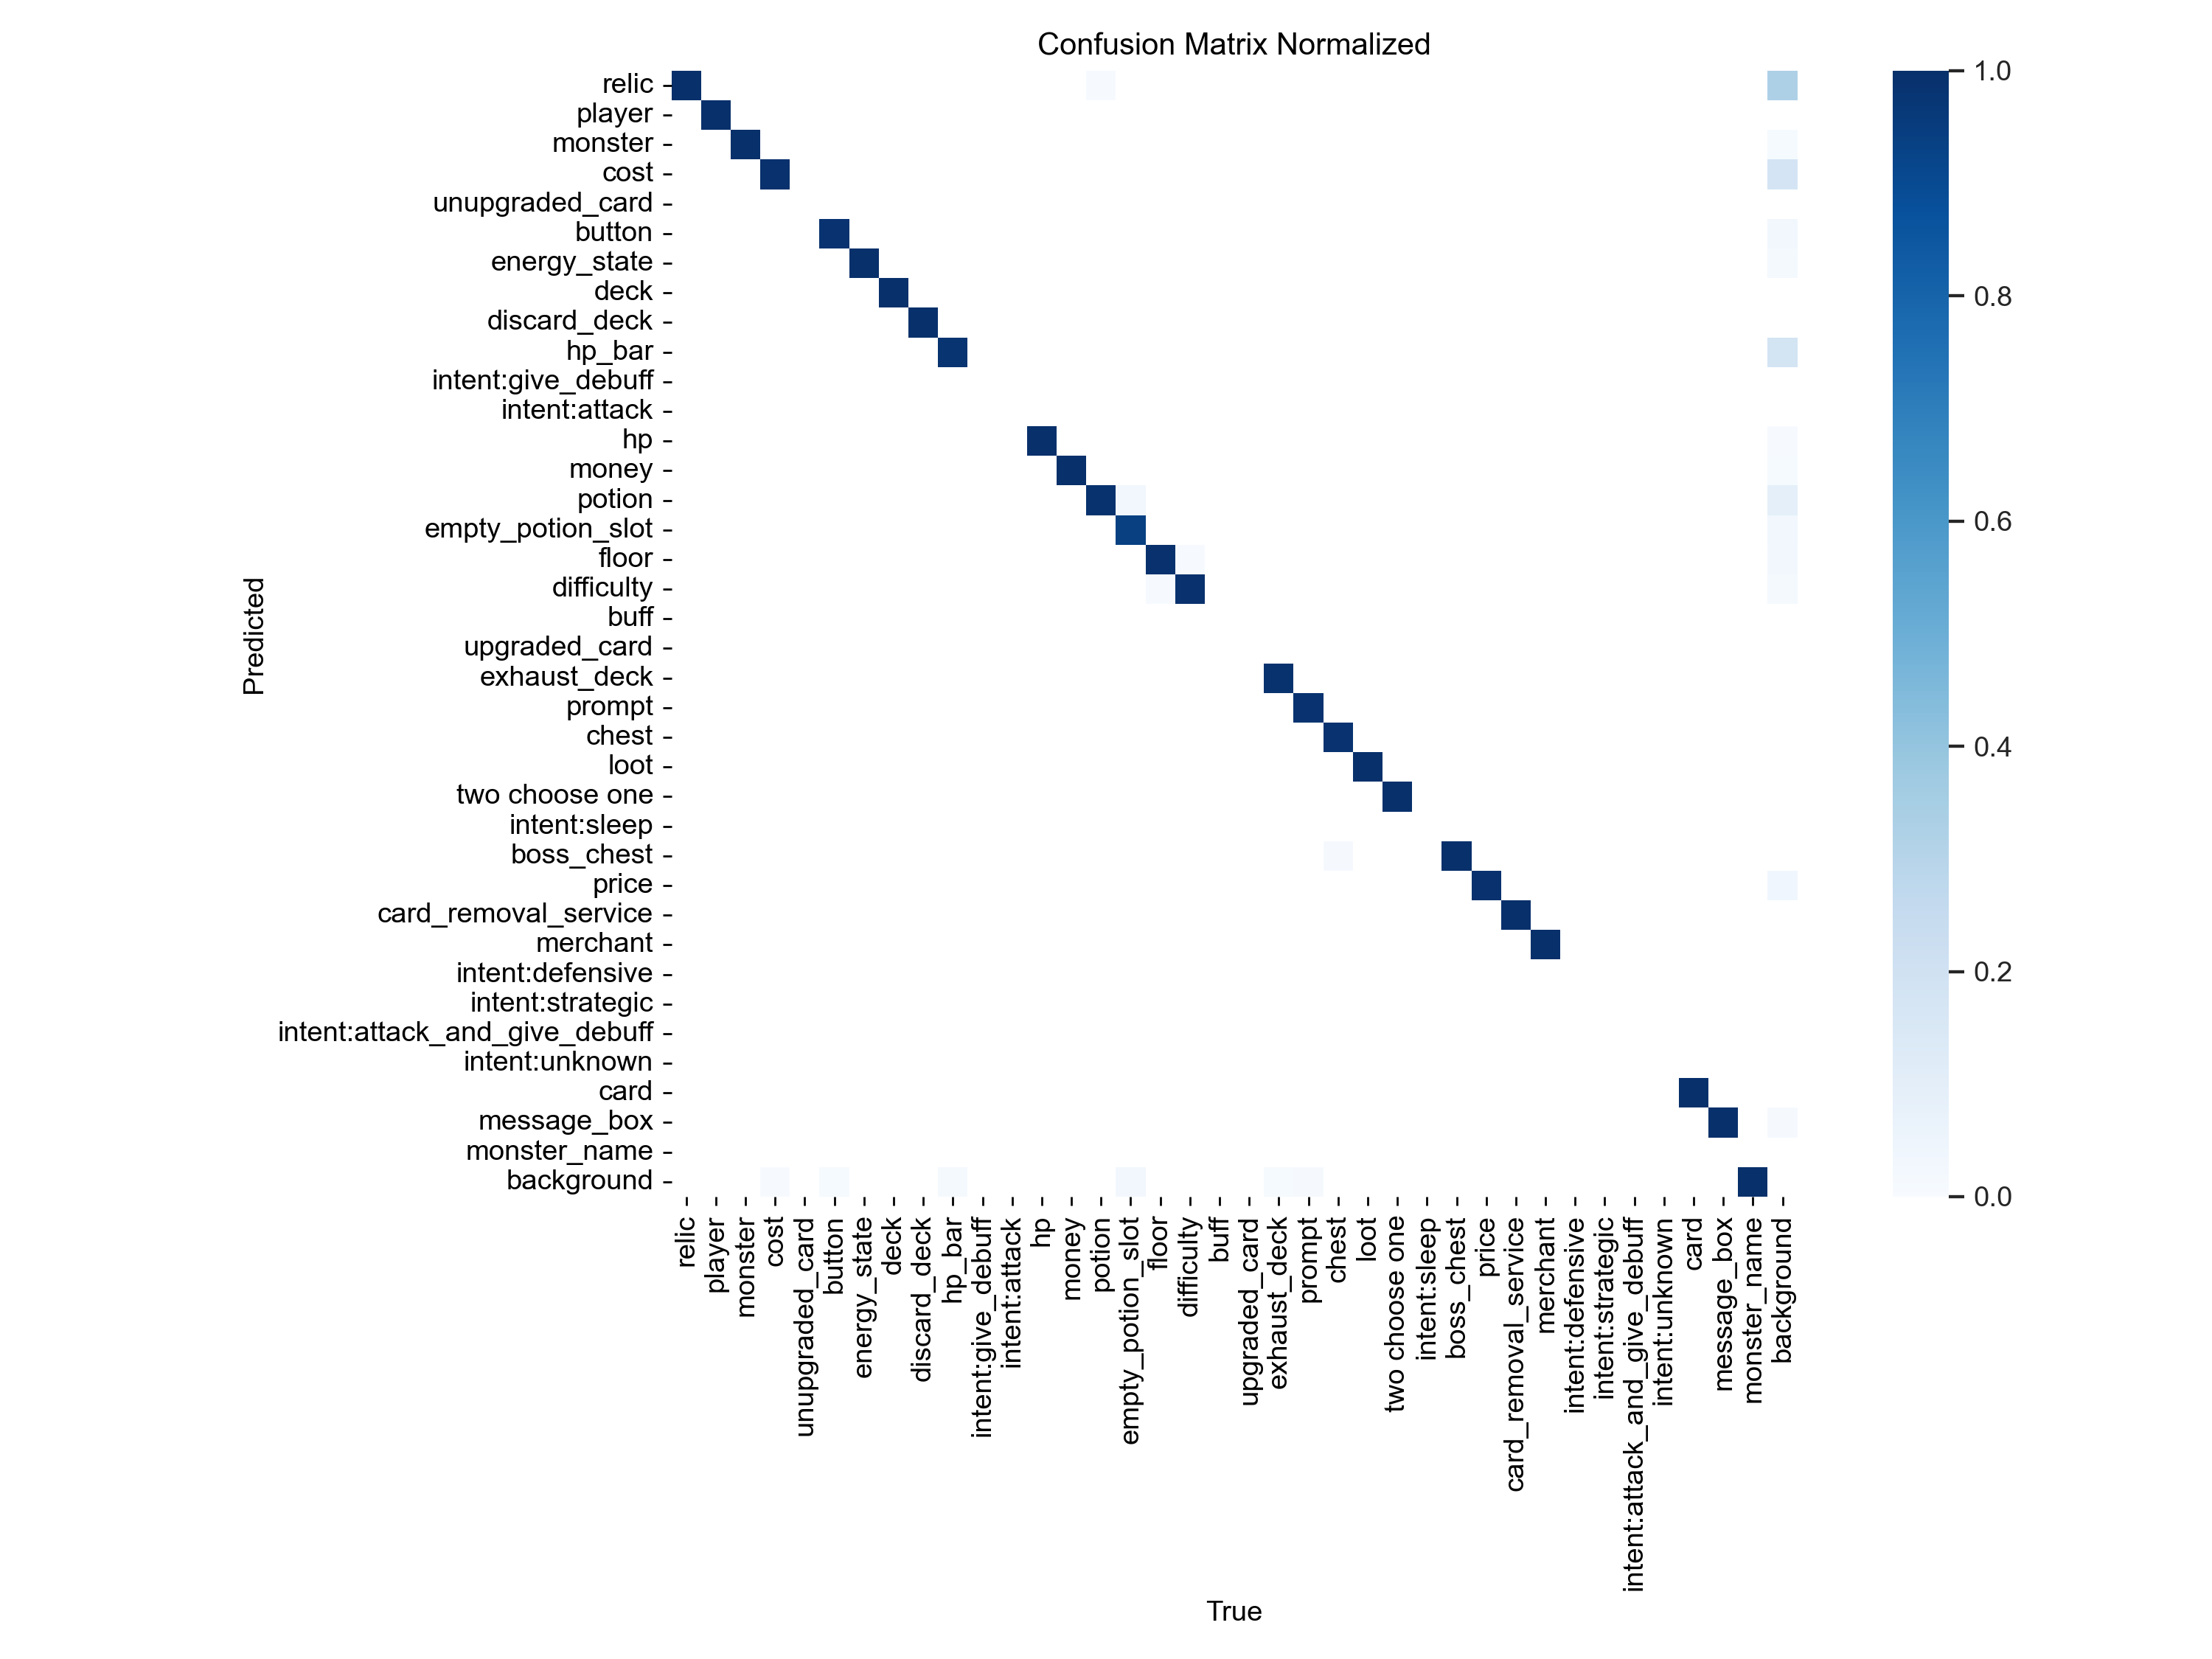 Confusion Matrix Normalized
relic
player
monster
cost
unupgraded_card
button
energy_state
deck
discard_deck
hp_bar
intent:give_debuff
intent:attack
hp
money
potion
empty_potion_slot
floor
difficulty
buff
upgraded_card
exhaust_deck
prompt
chest
loot
two choose one
intent:sleep
boss_chest
price
card_removal_service
merchant
intent:defensive
intent:strategic
intent:attack_and_give_debuff
intent:unknown
card
message_box
monster_name
background
Predicted
relic
player
monster
cost
unupgraded_card
button
energy_state
deck
discard_deck
hp_bar
intent:give_debuff
intent:attack
hp
money
potion
empty_potion_slot
floor
difficulty
buff
upgraded_card
exhaust_deck
prompt
chest
loot
two choose one
intent:sleep
boss_chest
price
card_removal_service
merchant
intent:defensive
intent:strategic
intent:attack_and_give_debuff
intent:unknown
card
message_box
monster_name
background
True
1.0
0.8
0.6
0.4
0.2
0.0